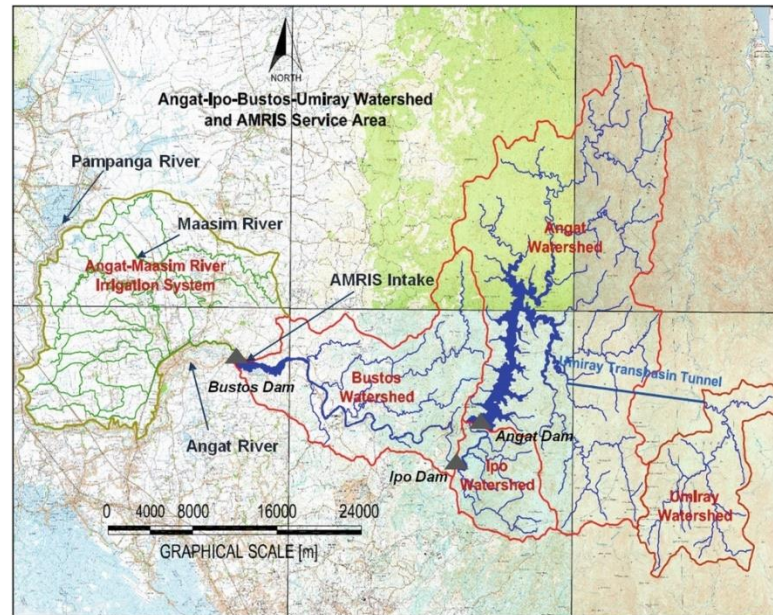 NORTH
Angat-Ipo-Bustos-Umiray Watershed
and AMRIS Service Area
Pampanga River
Maasim River
Angat-Maasim River
Irrigation System
AMRIS Intake
Angat
Watershed
Bustos Dam
Bustos
Watershed
Umiray Transbasin Tunnel
Angat River
Angat Dam
Ipo Dam
Ipo
Watershed
Umiray
Watershed
0 4000 8000 16000 24000
GRAPHICAL SCALE [m]